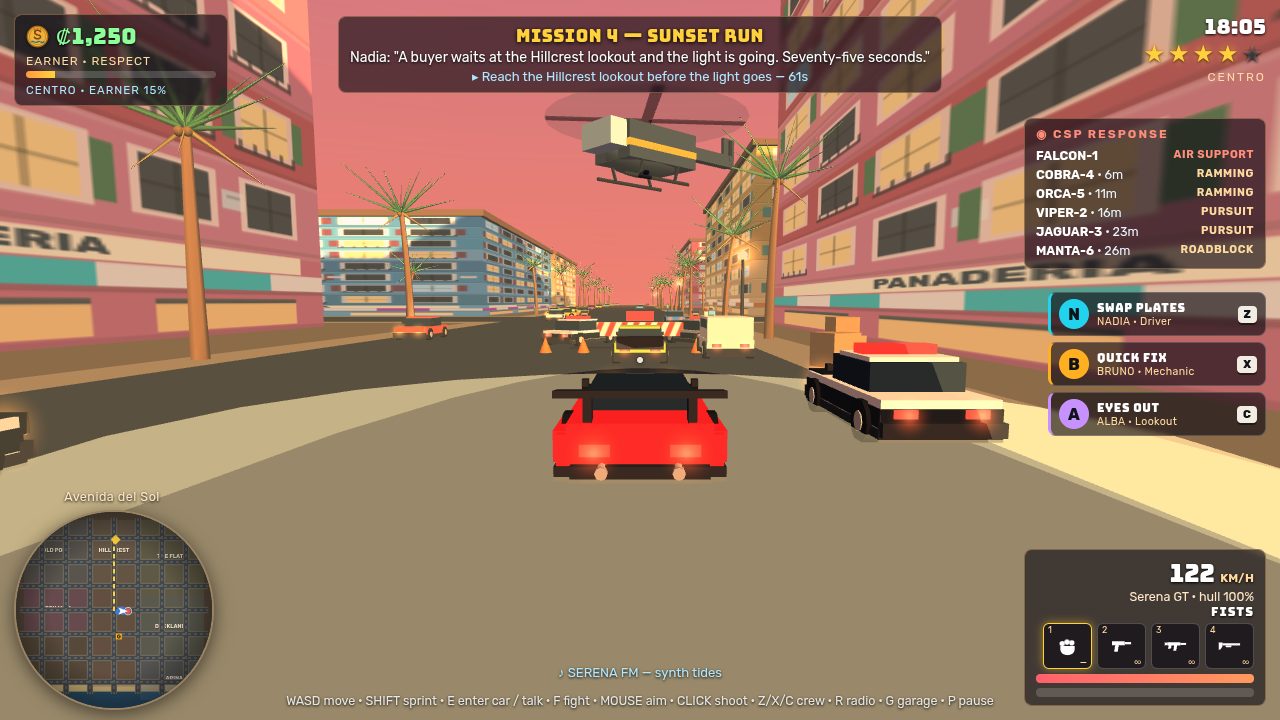 ₡1,250
EARNER • RESPECT
CENTRO • EARNER 15%
MISSION 4 — SUNSET RUN
Nadia: "A buyer waits at the Hillcrest lookout and the light is going. Seventy-five seconds."
▸ Reach the Hillcrest lookout before the light goes — 61s
18:05
CENTRO
◉ CSP RESPONSE
FALCON-1 AIR SUPPORT
COBRA-4 • 6m RAMMING
ORCA-5 • 11m RAMMING
VIPER-2 • 16m PURSUIT
JAGUAR-3 • 23m PURSUIT
MANTA-6 • 26m ROADBLOCK
N SWAP PLATES Z
NADIA • Driver
B QUICK FIX X
BRUNO • Mechanic
A EYES OUT C
ALBA • Lookout
ERIA
PANADERIA
Avenida del Sol
122 KM/H
Serena GT • hull 100%
FISTS
1 2 3 4
– ∞ ∞ ∞
♪ SERENA FM — synth tides
WASD move • SHIFT sprint • E enter car / talk • F fight • MOUSE aim • CLICK shoot • Z/X/C crew • R radio • G garage • P pause